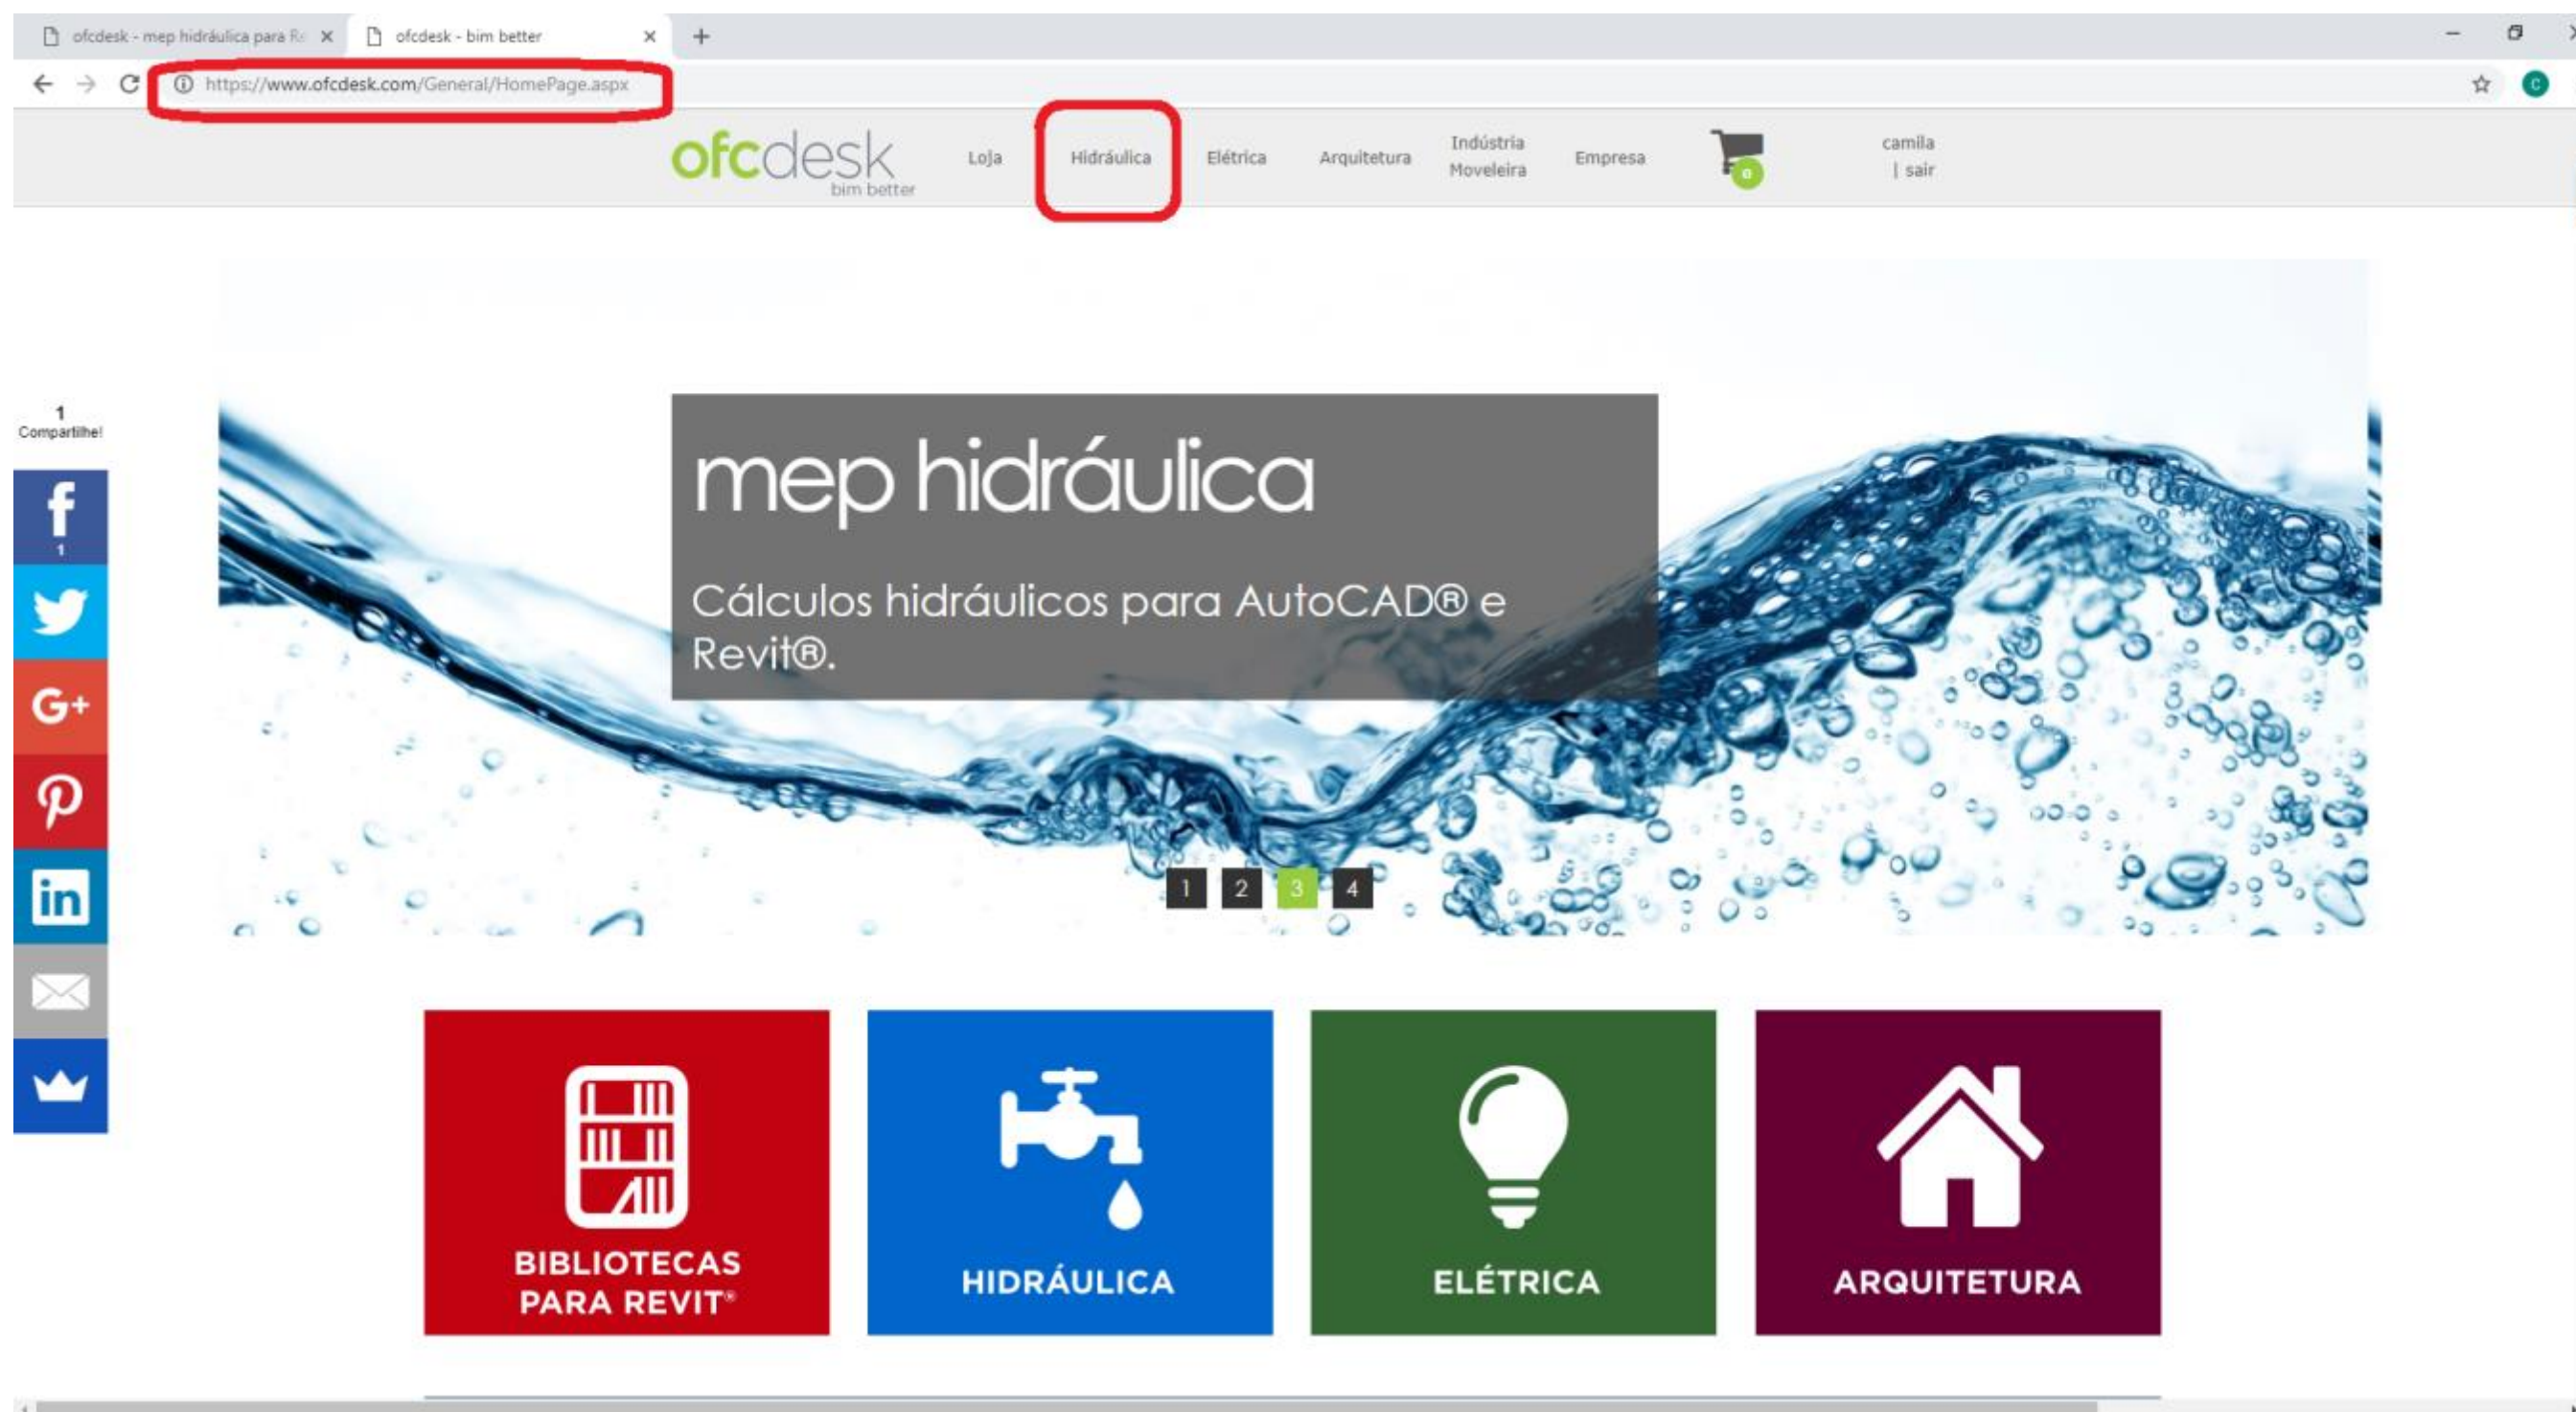 ofcdesk - mep hidráulica para Re
ofcdesk - bim better
https://www.ofcdesk.com/General/HomePage.aspx
C
ofcdesk
bim better
Loja
Hidráulica
Elétrica
Arquitetura
Indústria
Moveleira
Empresa
0
camila
| sair
1
Compartilhe!
f
1
G+
in
mep hidráulica
Cálculos hidráulicos para AutoCAD® e
Revit®.
1 2 3 4
BIBLIOTECAS
PARA REVIT®
HIDRÁULICA
ELÉTRICA
ARQUITETURA